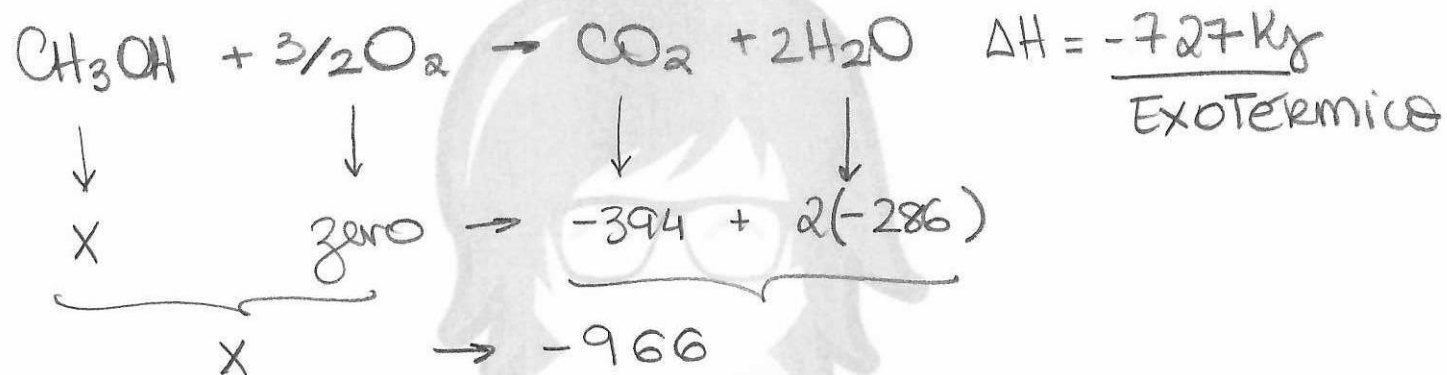 CH₃OH + 3/2O₂ → CO₂ + 2H₂O ΔH = -727 KJ
EXOTERMICO
↓ ↓ ↓ ↓
X zero → -394 + 2(-286)
X → -966